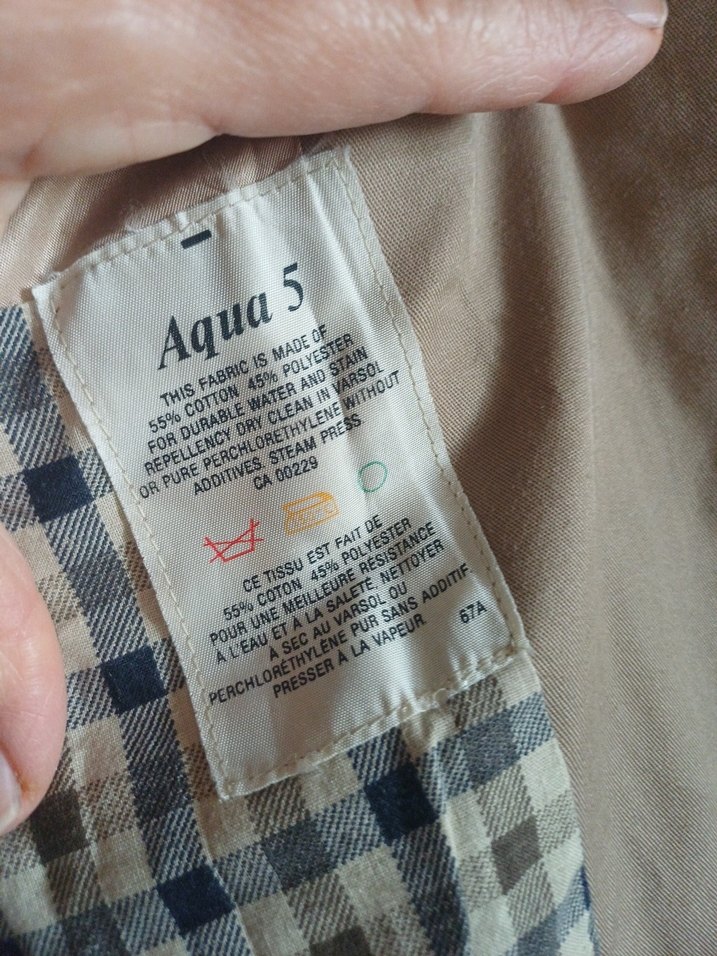 Aqua 5
THIS FABRIC IS MADE OF
55% COTTON 45% POLYESTER
FOR DURABLE WATER AND STAIN
REPELLENCY DRY CLEAN IN VARSOL
OR PURE PERCHLORETHYLENE WITHOUT
ADDITIVES. STEAM PRESS.
CA 00229
CE TISSU EST FAIT DE
55% COTON 45% POLYESTER
POUR UNE MEILLEURE RÉSISTANCE
À L'EAU ET À LA SALETÉ, NETTOYER
À SEC AU VARSOL OU
PERCHLORÉTHYLÈNE PUR SANS ADDITIF
PRESSER À LA VAPEUR. 67A